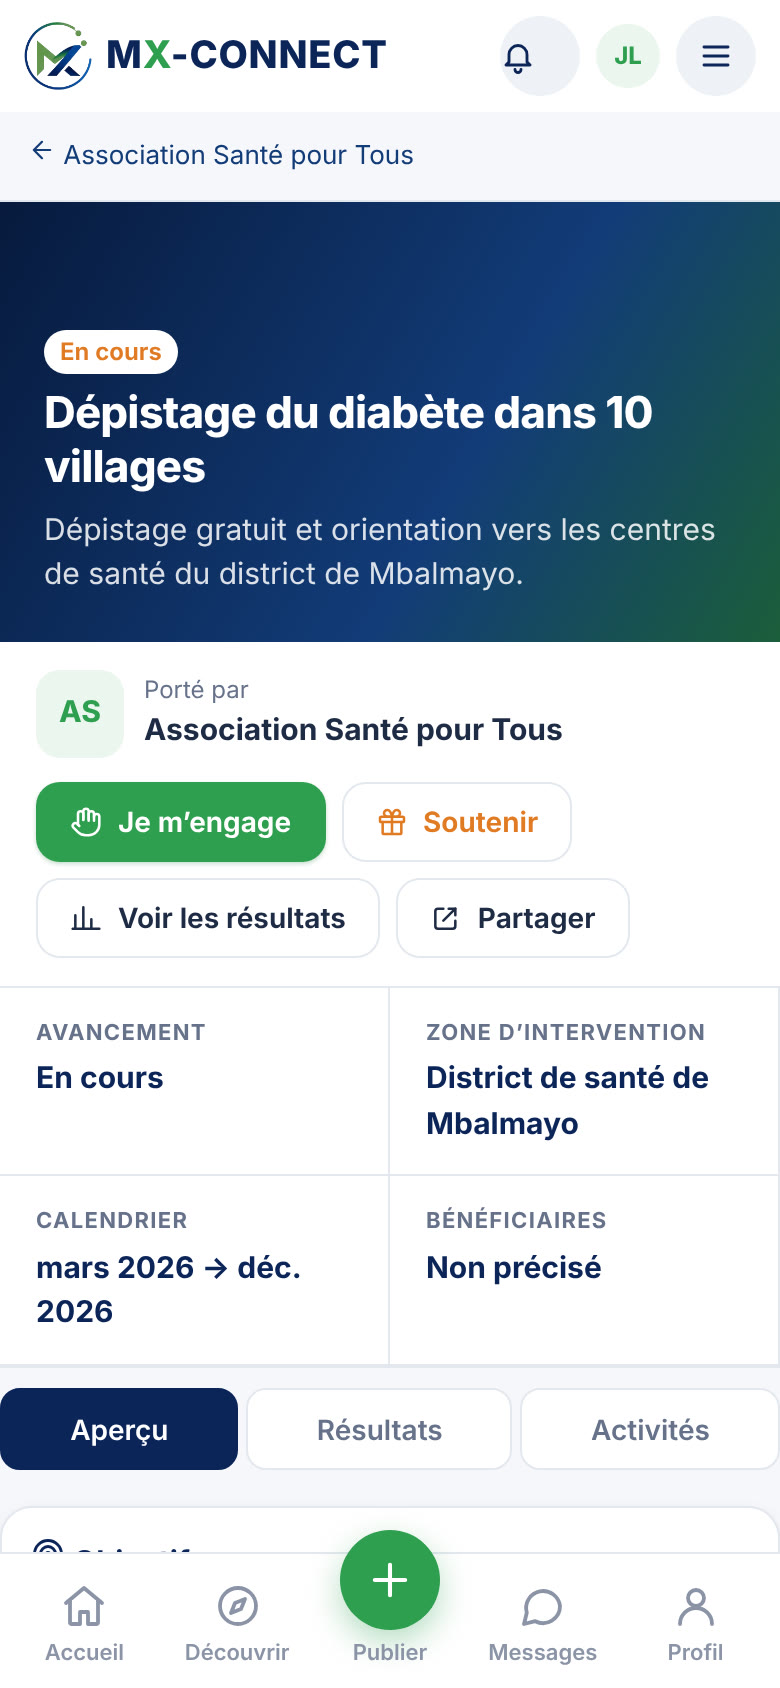 MX-CONNECT
JL
Association Santé pour Tous
En cours
Dépistage du diabète dans 10
villages
Dépistage gratuit et orientation vers les centres
de santé du district de Mbalmayo.
AS
Porté par
Association Santé pour Tous
Je m’engage
Soutenir
Voir les résultats
Partager
AVANCEMENT
En cours
ZONE D’INTERVENTION
District de santé de
Mbalmayo
CALENDRIER
mars 2026 → déc.
2026
BÉNÉFICIAIRES
Non précisé
Aperçu
Résultats
Activités
Accueil
Découvrir
Publier
Messages
Profil